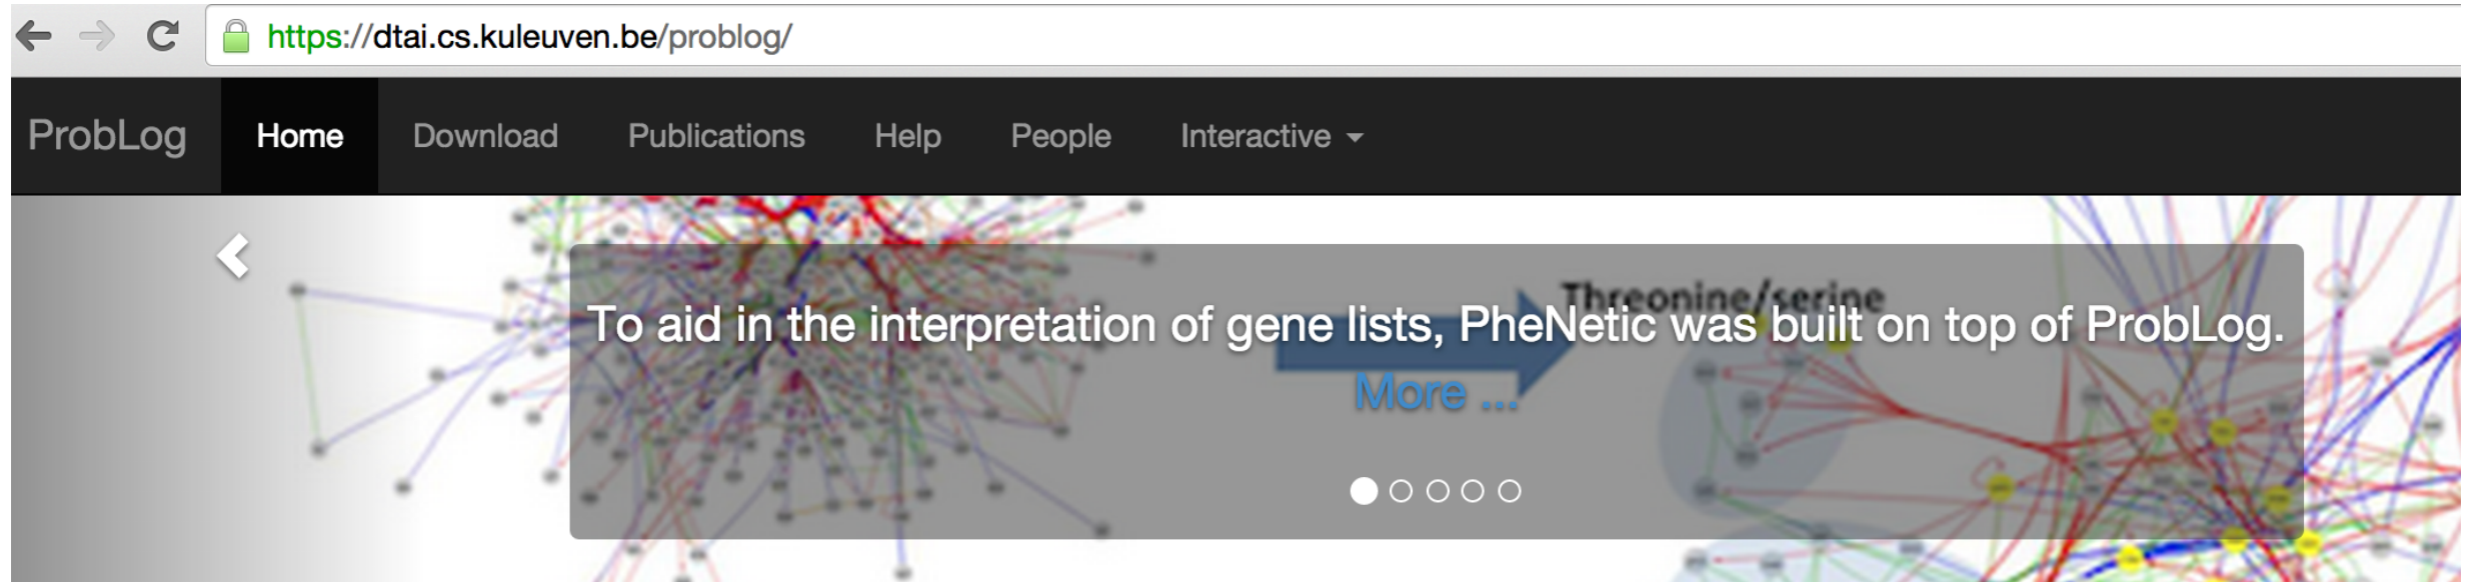 https://dtai.cs.kuleuven.be/problog/
ProbLog Home Download Publications Help People Interactive
Threonine/serine
To aid in the interpretation of gene lists, PheNetic was built on top of ProbLog.
More ...